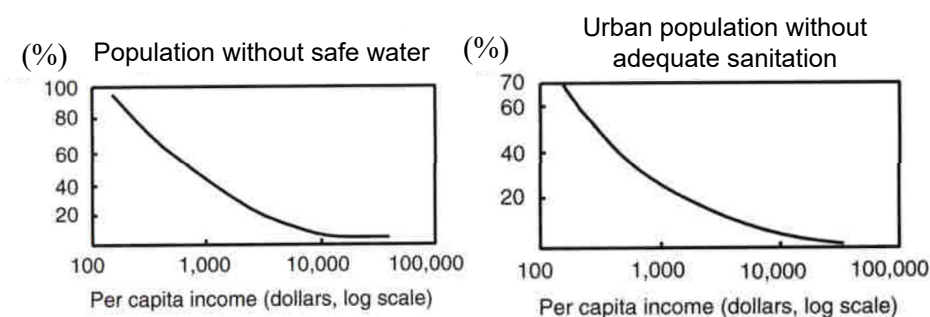 (%) Population without safe water
100
80
60
40
20
100 1,000 10,000 100,000
Per capita income (dollars, log scale)
(%) Urban population without
adequate sanitation
70
60
40
20
100 1,000 10,000 100,000
Per capita income (dollars, log scale)